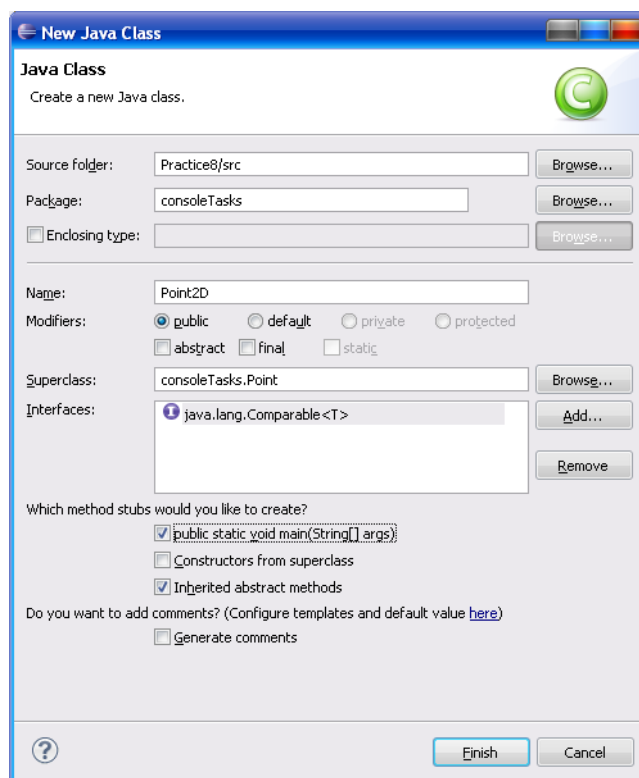 New Java Class
Java Class
Create a new Java class.
Source folder: Practice8/src Browse...
Package: consoleTasks Browse...
Enclosing type: Browse...
Name: Point2D
Modifiers: public default private protected
abstract final static
Superclass: consoleTasks.Point Browse...
Interfaces: java.lang.Comparable<T> Add...
Remove
Which method stubs would you like to create?
public static void main(String[] args)
Constructors from superclass
Inherited abstract methods
Do you want to add comments? (Configure templates and default value here)
Generate comments
Finish Cancel